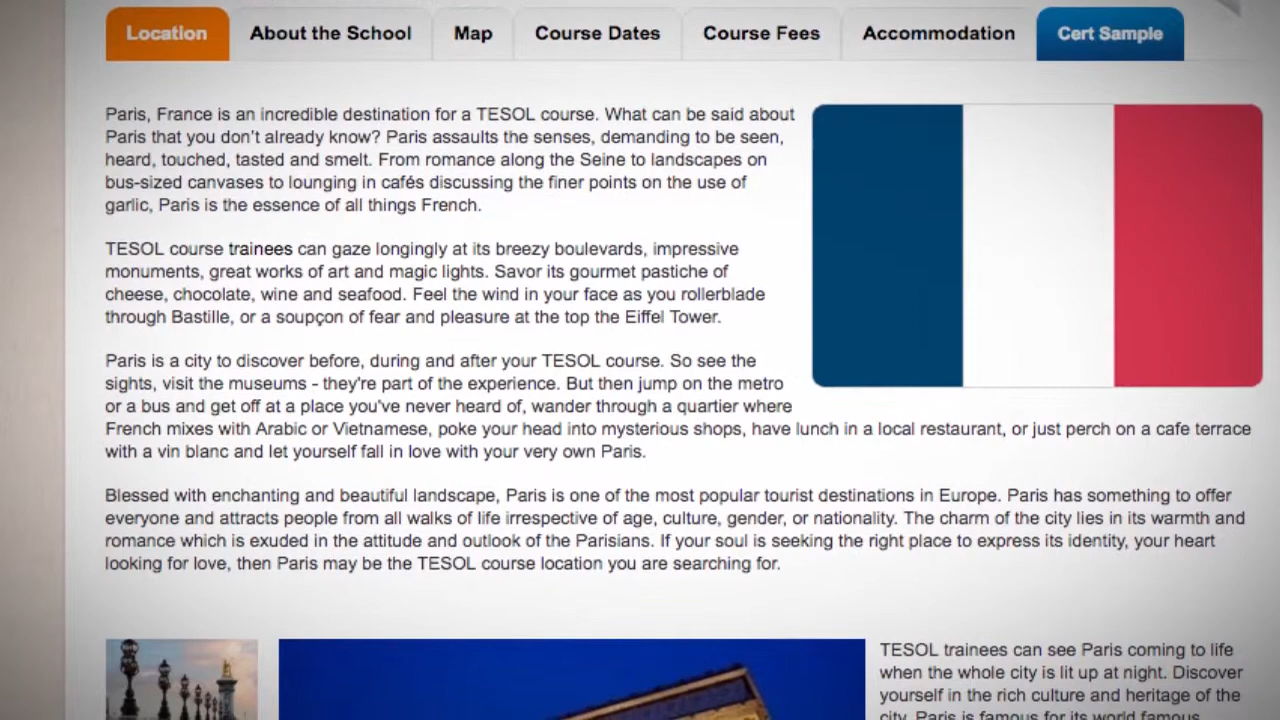 Location
About the School
Map
Course Dates
Course Fees
Accommodation
Cert Sample
Paris, France is an incredible destination for a TESOL course. What can be said about
Paris that you don't already know? Paris assaults the senses, demanding to be seen,
heard, touched, tasted and smelt. From romance along the Seine to landscapes on
bus-sized canvases to lounging in cafés discussing the finer points on the use of
garlic, Paris is the essence of all things French.
TESOL course trainees can gaze longingly at its breezy boulevards, impressive
monuments, great works of art and magic lights. Savor its gourmet pastiche of
cheese, chocolate, wine and seafood. Feel the wind in your face as you rollerblade
through Bastille, or a soupçon of fear and pleasure at the top the Eiffel Tower.
Paris is a city to discover before, during and after your TESOL course. So see the
sights, visit the museums - they're part of the experience. But then jump on the metro
or a bus and get off at a place you've never heard of, wander through a quartier where
French mixes with Arabic or Vietnamese, poke your head into mysterious shops, have lunch in a local restaurant, or just perch on a cafe terrace
with a vin blanc and let yourself fall in love with your very own Paris.
Blessed with enchanting and beautiful landscape, Paris is one of the most popular tourist destinations in Europe. Paris has something to offer
everyone and attracts people from all walks of life irrespective of age, culture, gender, or nationality. The charm of the city lies in its warmth and
romance which is exuded in the attitude and outlook of the Parisians. If your soul is seeking the right place to express its identity, your heart
looking for love, then Paris may be the TESOL course location you are searching for.
TESOL trainees can see Paris coming to life
when the whole city is lit up at night. Discover
yourself in the rich culture and heritage of the
city. Paris is famous for its world famous